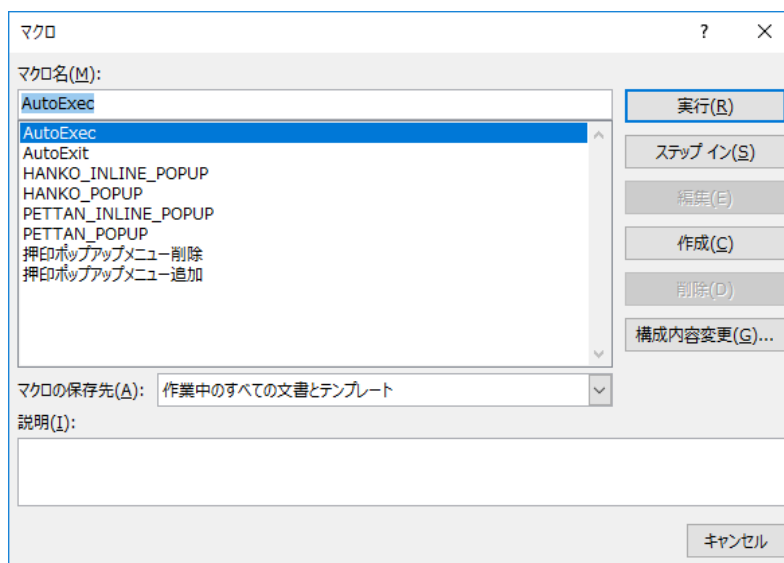 マクロ
? ×
マクロ名(M):
AutoExec
実行(R)
AutoExec
AutoExit
HANKO_INLINE_POPUP
HANKO_POPUP
PETTAN_INLINE_POPUP
PETTAN_POPUP
押印ポップアップメニュー削除
押印ポップアップメニュー追加
ステップ イン(S)
編集(E)
作成(C)
削除(D)
構成内容変更(G)...
マクロの保存先(A):
作業中のすべての文書とテンプレート
説明(I):
キャンセル